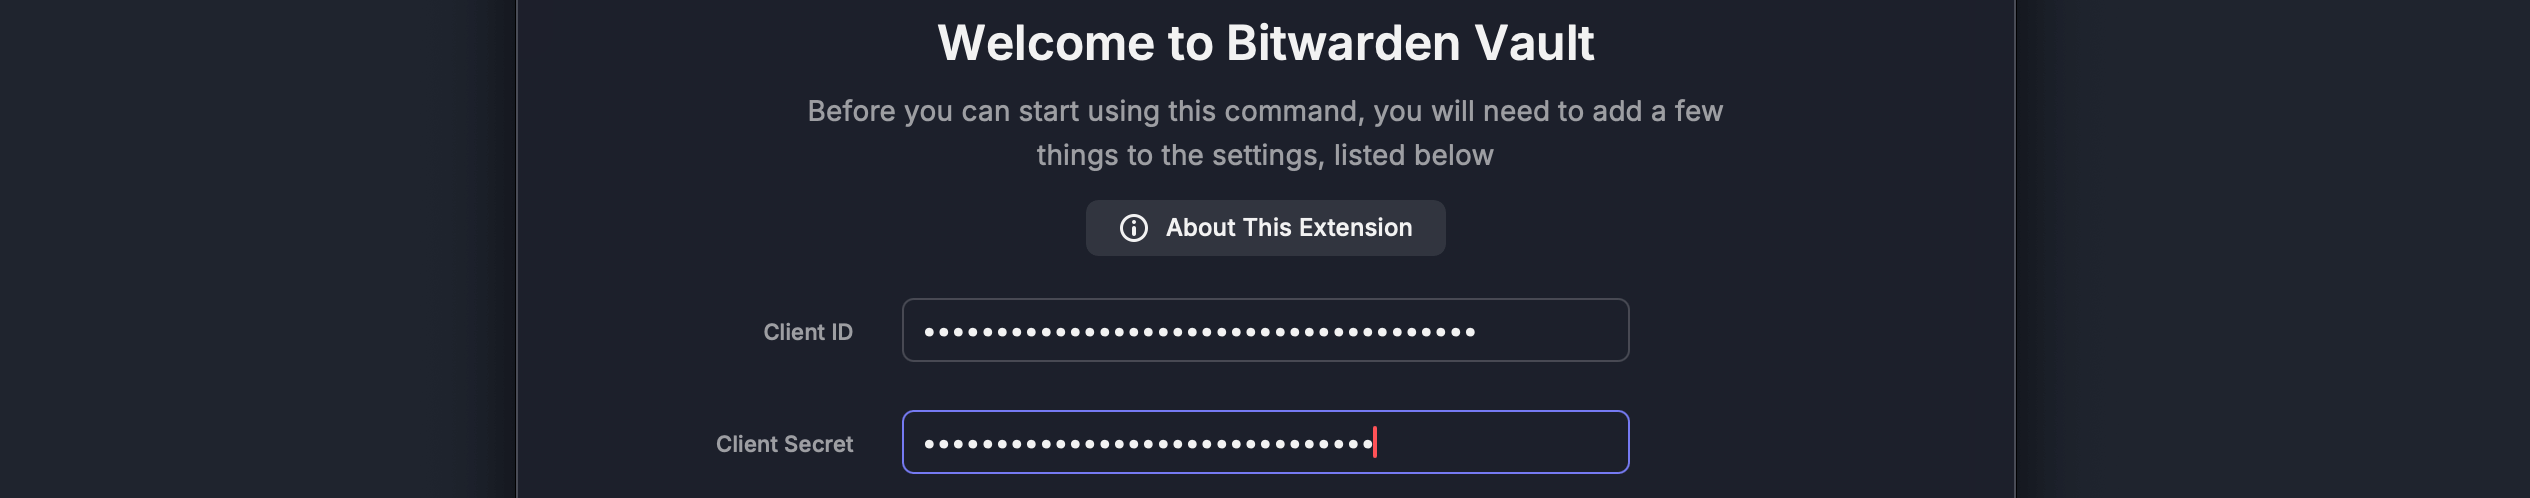 Welcome to Bitwarden Vault
Before you can start using this command, you will need to add a few
things to the settings, listed below
About This Extension
Client ID
••••••••••••••••••••••••••••••••••••••
Client Secret
•••••••••••••••••••••••••••••••